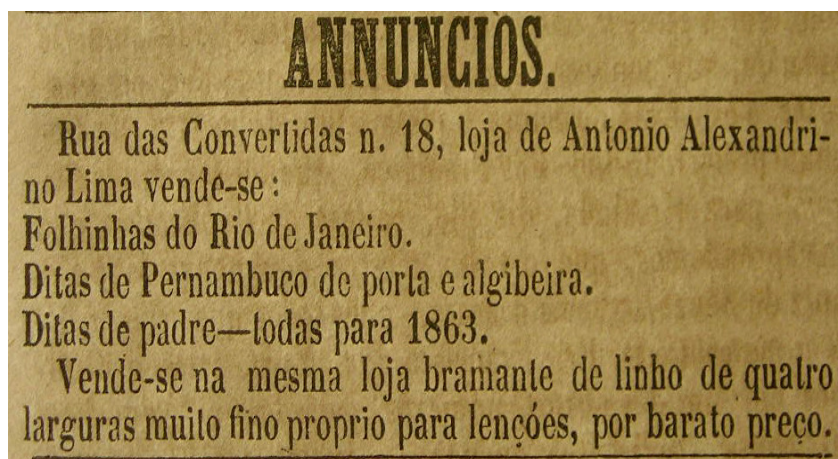 ANNUNCIOS.
Rua das Convertidas n. 18, loja de Antonio Alexandri-
no Lima vende-se:
Folhinhas do Rio de Janeiro.
Ditas de Pernambuco de porta e algibeira.
Ditas de padre—todas para 1863.
Vende-se na mesma loja bramante de linho de quatro
larguras muito fino proprio para lençóes, por barato preço.